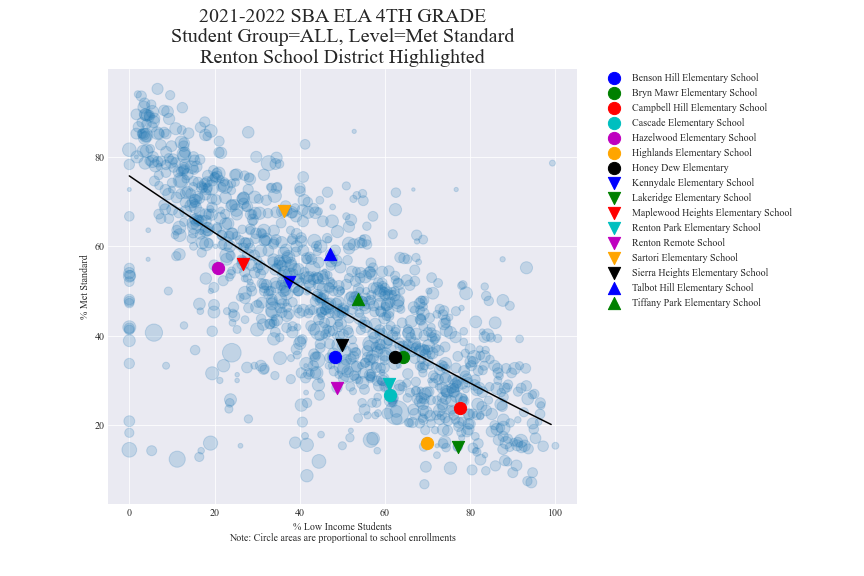 2021-2022 SBA ELA 4TH GRADE
Student Group=ALL, Level=Met Standard
Renton School District Highlighted
% Met Standard
80
60
40
20
0
20
40
60
80
100
% Low Income Students
Note: Circle areas are proportional to school enrollments
Benson Hill Elementary School
Bryn Mawr Elementary School
Campbell Hill Elementary School
Cascade Elementary School
Hazelwood Elementary School
Highlands Elementary School
Honey Dew Elementary
Kennydale Elementary School
Lakeridge Elementary School
Maplewood Heights Elementary School
Renton Park Elementary School
Renton Remote School
Sartori Elementary School
Sierra Heights Elementary School
Talbot Hill Elementary School
Tiffany Park Elementary School